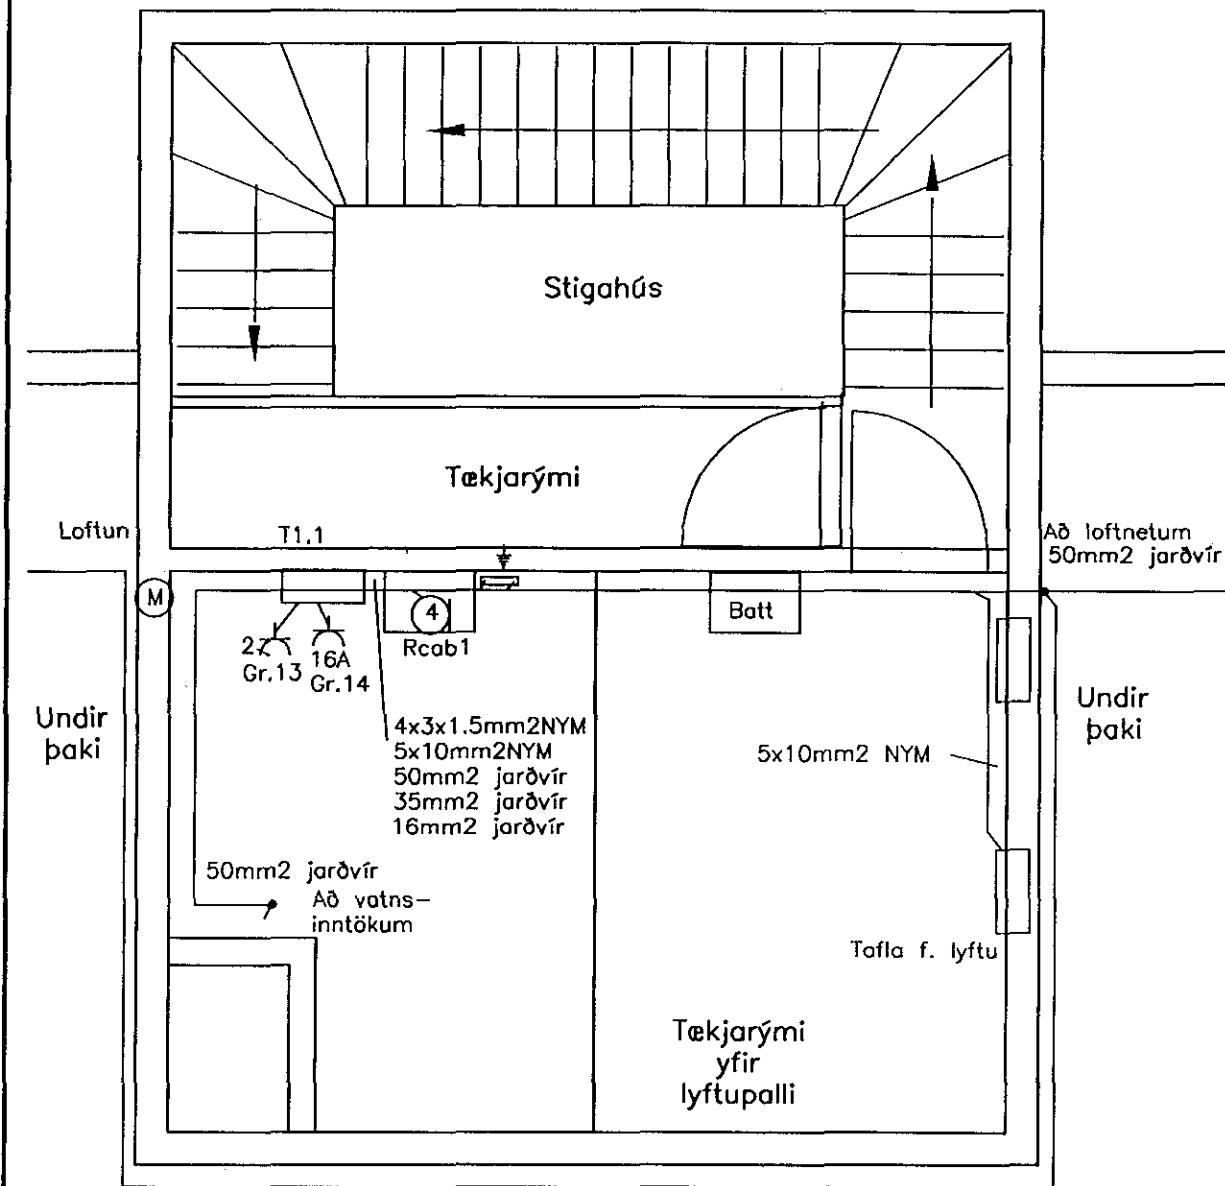 Stigahús
Tækjarými
Loftun
T1.1
Að loftnetum
50mm2 jarðvír
M
4
Batt
Rcab1
2
Gr.13
16A
Gr.14
Undir
þaki
4x3x1.5mm2NYM
5x10mm2NYM
50mm2 jarðvír
35mm2 jarðvír
16mm2 jarðvír
5x10mm2 NYM
Undir
þaki
50mm2 jarðvír
Að vatns-
inntökum
Tafla f. lyftu
Tækjarými
yfir
lyftupalli